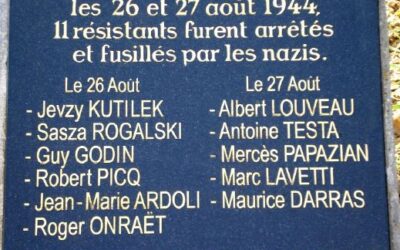 les 26 et 27 août 1944,
11 résistants furent arrêtés
et fusillés par les nazis.
Le 26 Août
- Jevzy KUTILEK
- Sasza ROGALSKI
- Guy GODIN
- Robert PICQ
- Jean-Marie ARDOLI
- Roger ONRAËT
Le 27 Août
- Albert LOUVEAU
- Antoine TESTA
- Mercès PAPAZIAN
- Marc LAVETTI
- Maurice DARRAS